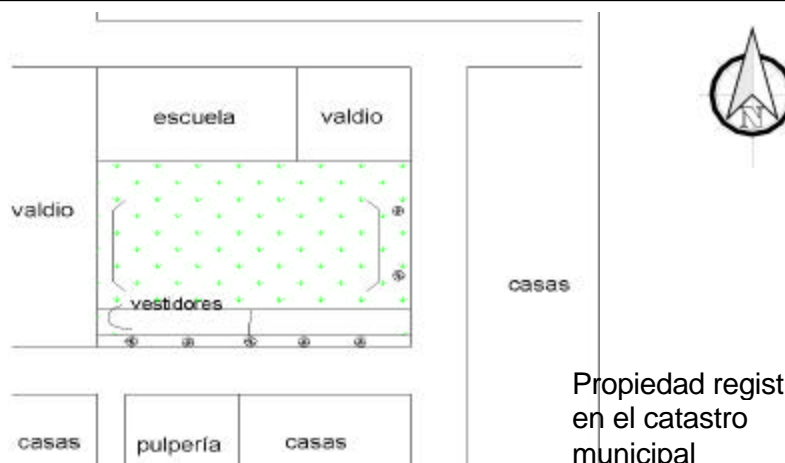 escuela
valdio
N
valdio
casas
vestidores
Propiedad regist
en el catastro
municipal
casas
pulpería
casas